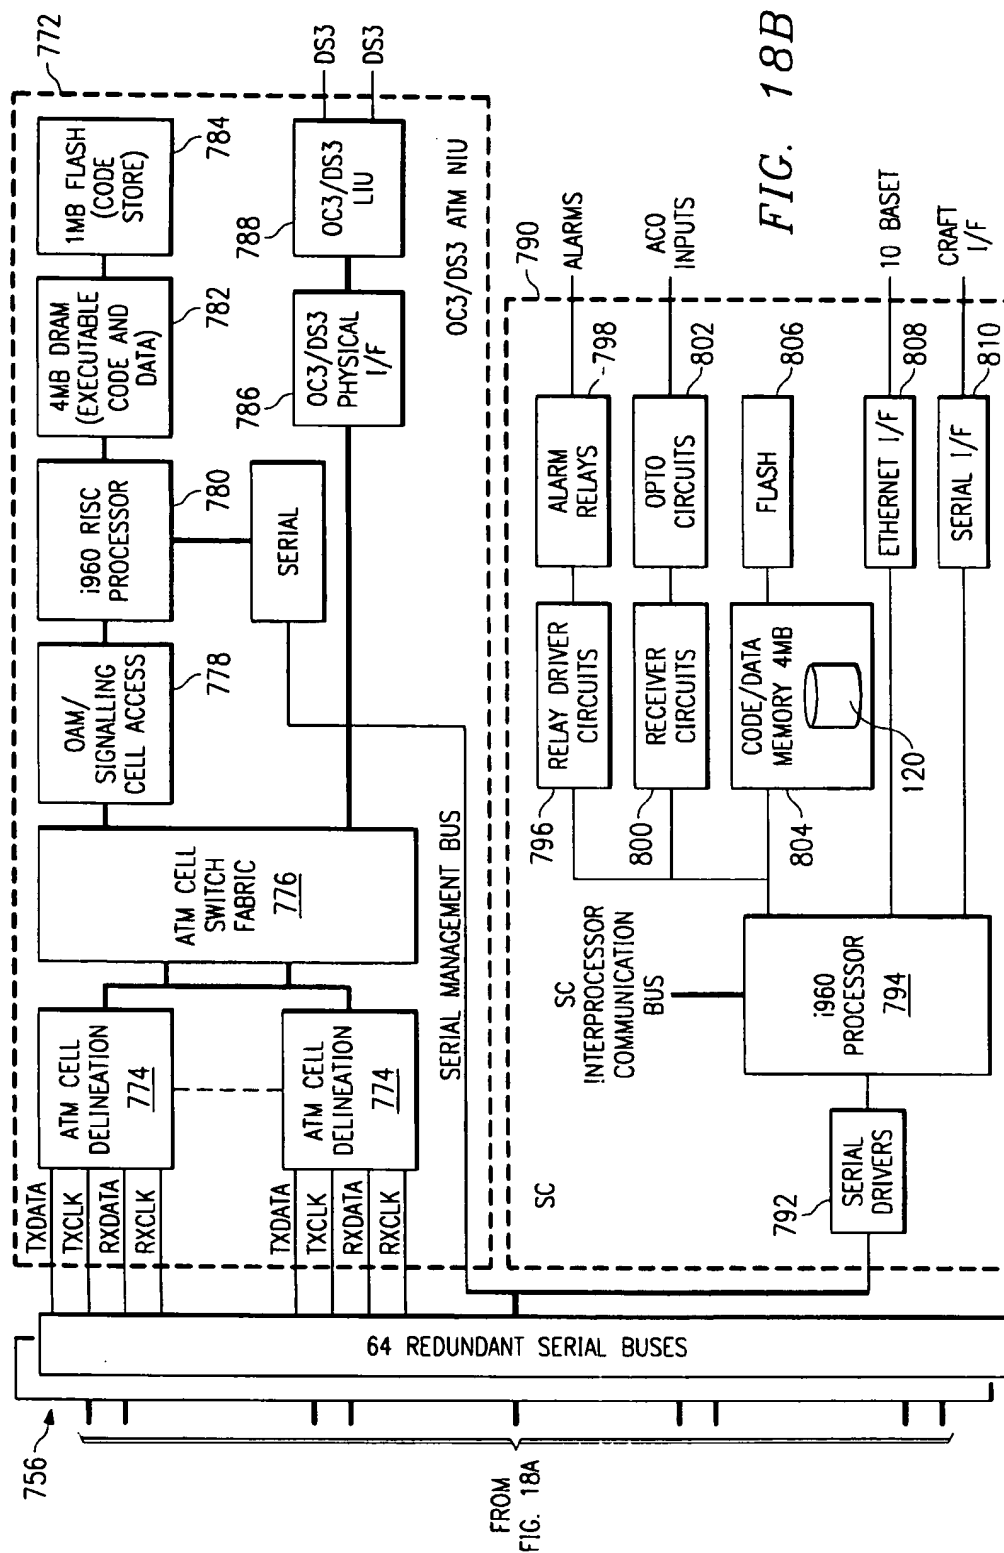 772
1MB FLASH
(CODE
STORE)
784
4MB DRAM
(EXECUTABLE
CODE AND
DATA)
782
i960 RISC
PROCESSOR
780
OAM/
SIGNALLING
CELL ACCESS
778
SERIAL
DS3
DS3
OC3/DS3
LIU
788
OC3/DS3
PHYSICAL
I/F
786
OC3/DS3 ATM NIU
ATM CELL
SWITCH
FABRIC
776
ATM CELL
DELINEATION
774
ATM CELL
DELINEATION
774
TXDATA
TXCLK
RXDATA
RXCLK
TXDATA
TXCLK
RXDATA
RXCLK
SERIAL MANAGEMENT BUS
64 REDUNDANT SERIAL BUSES
756
FROM
FIG. 18A
790
SC
SC
INTERPROCESSOR
COMMUNICATION
BUS
SERIAL
DRIVERS
792
i960
PROCESSOR
794
RELAY DRIVER
CIRCUITS
796
ALARM
RELAYS
798
ALARMS
RECEIVER
CIRCUITS
800
OPTO
CIRCUITS
802
ACO
INPUTS
CODE/DATA
MEMORY 4MB
804
120
FLASH
806
ETHERNET I/F
808
10 BASET
SERIAL I/F
810
CRAFT
I/F
FIG. 18B